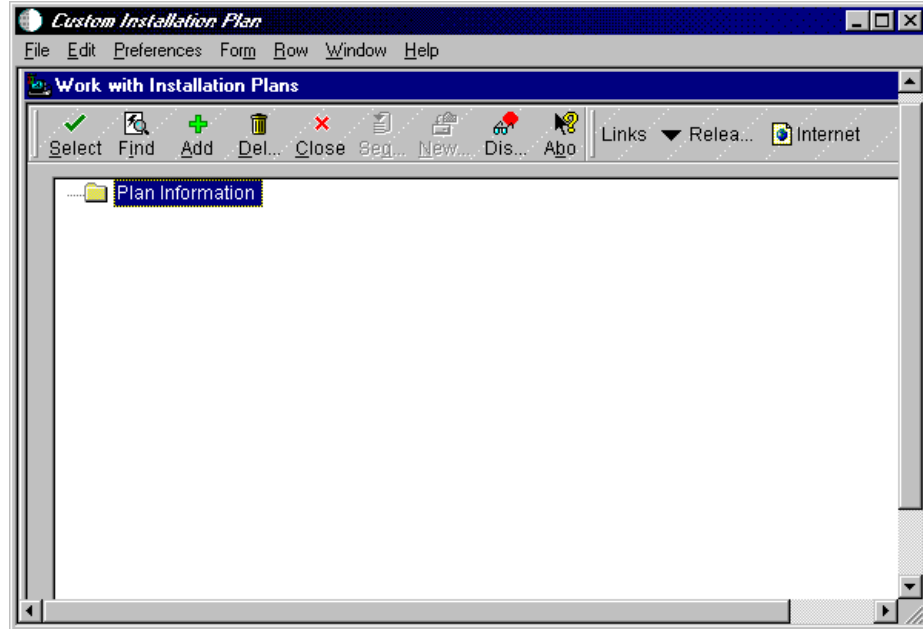 Custom Installation Plan
File Edit Preferences Form Row Window Help
Work with Installation Plans
Select Find Add Del... Close Seq... New... Dis... Abo Links Relea... Internet
Plan Information